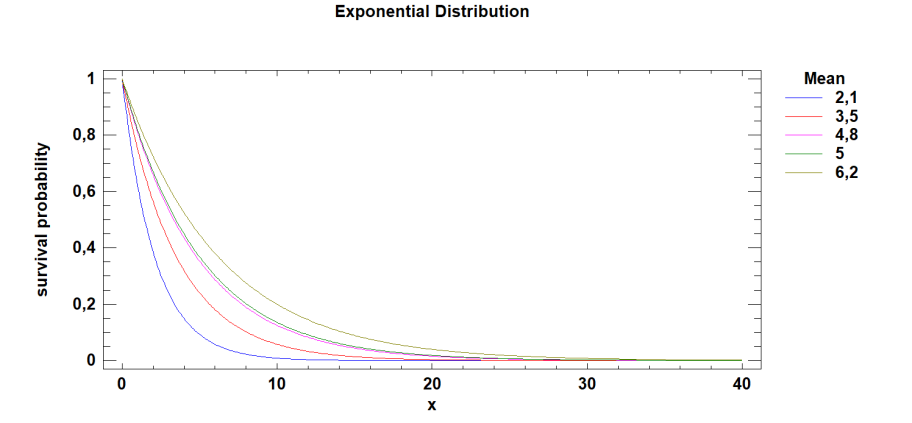 Exponential Distribution
Mean
2,1
3,5
4,8
5
6,2
survival probability
1
0,8
0,6
0,4
0,2
0
0 10 20 30 40
x